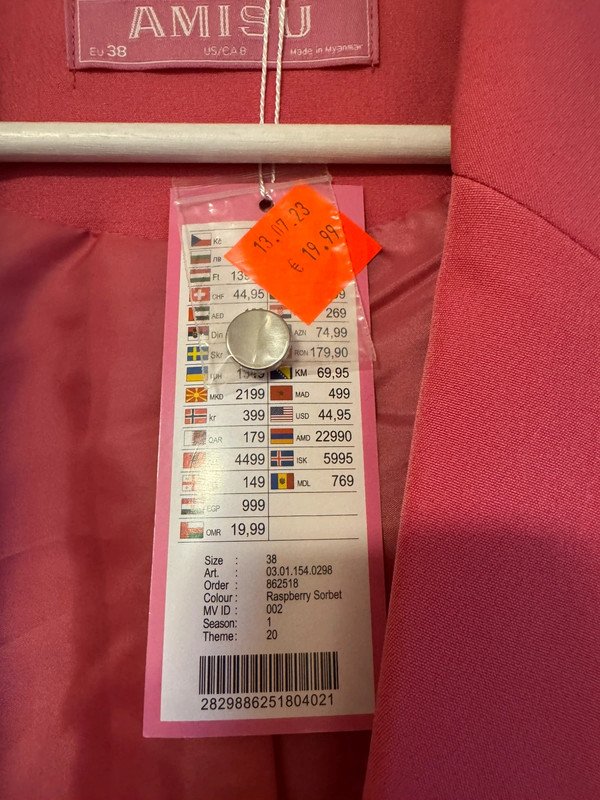 AMISU
EU 38 US/CA 8 Made in Myanmar
13.07.23
€ 19.99
Kč
лв
Ft
CHF 44,95
AED 269
Din AZN 74,99
Skr RON 179,90
UAH KM 69,95
MKD 2199 MAD 499
kr 399 USD 44,95
QAR 179 AMD 22990
4499 ISK 5995
149 MDL 769
EGP 999
OMR 19,99
Size : 38
Art. : 03.01.154.0298
Order : 862518
Colour : Raspberry Sorbet
MV ID : 002
Season: 1
Theme: 20
2829886251804021